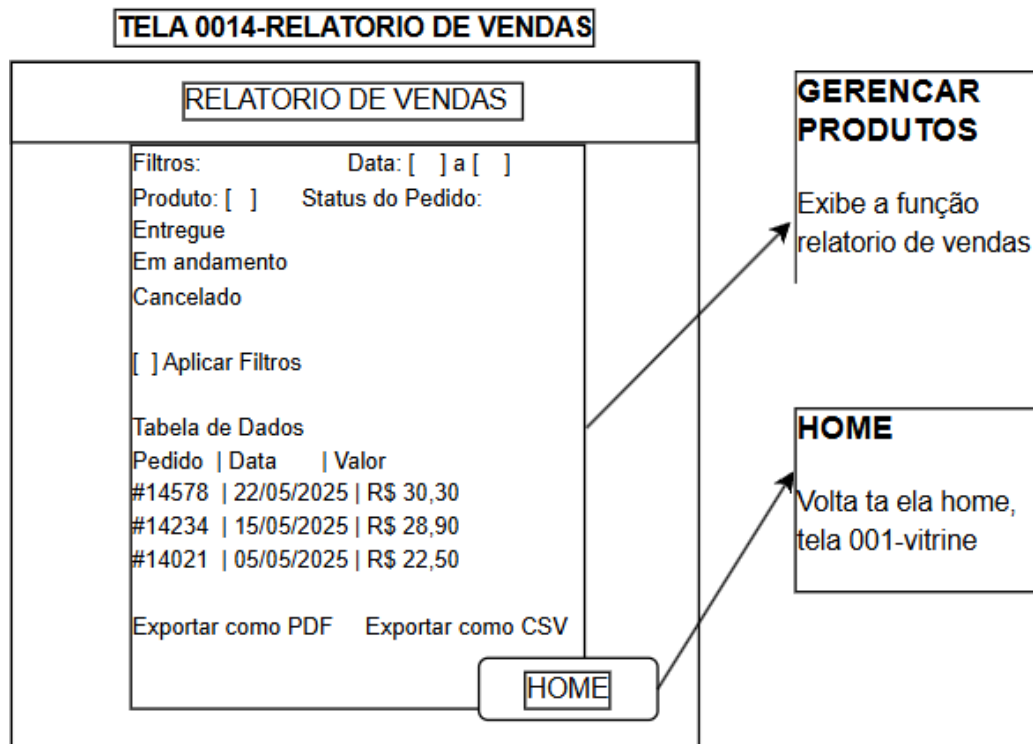 TELA 0014-RELATORIO DE VENDAS
RELATORIO DE VENDAS
Filtros: Data: [ ] a [ ]
Produto: [ ] Status do Pedido:
Entregue
Em andamento
Cancelado
[ ] Aplicar Filtros
Tabela de Dados
Pedido | Data | Valor
#14578 | 22/05/2025 | R$ 30,30
#14234 | 15/05/2025 | R$ 28,90
#14021 | 05/05/2025 | R$ 22,50
Exportar como PDF Exportar como CSV
HOME
GERENCAR
PRODUTOS
Exibe a função
relatorio de vendas
HOME
Volta ta ela home,
tela 001-vitrine